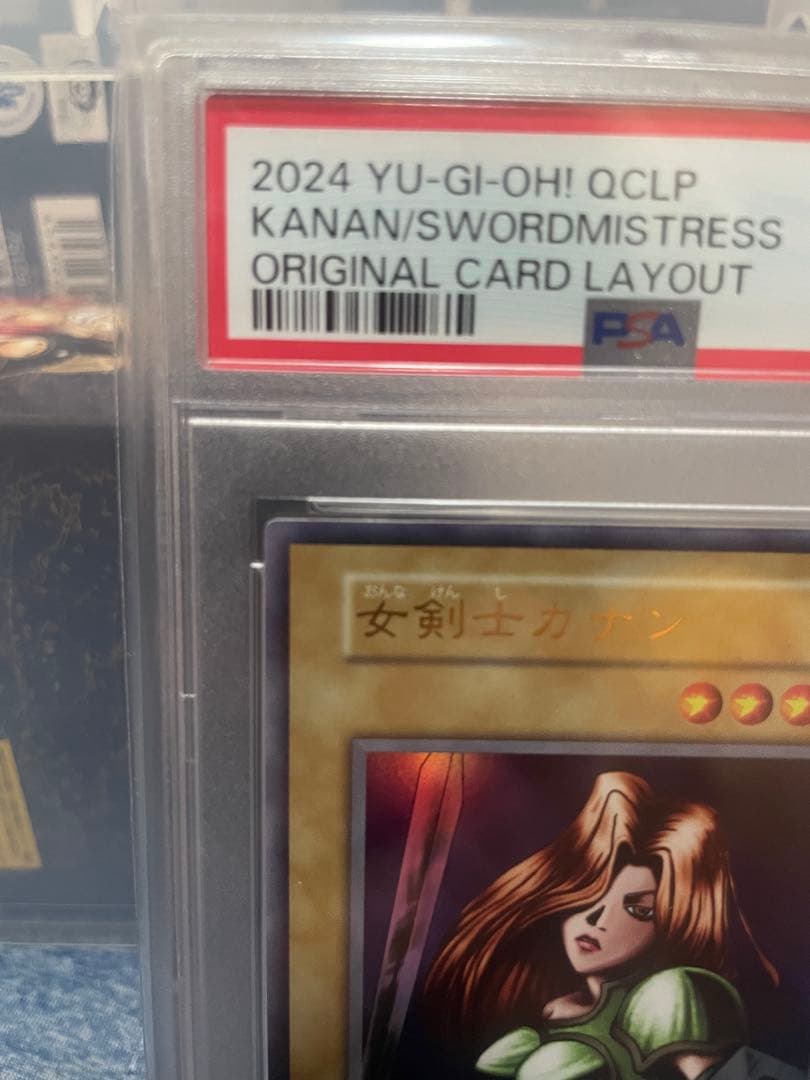 2024 YU-GI-OH! QCLP
KANAN/SWORDMISTRESS
ORIGINAL CARD LAYOUT
PSA
おんな けん し
女剣士カナン